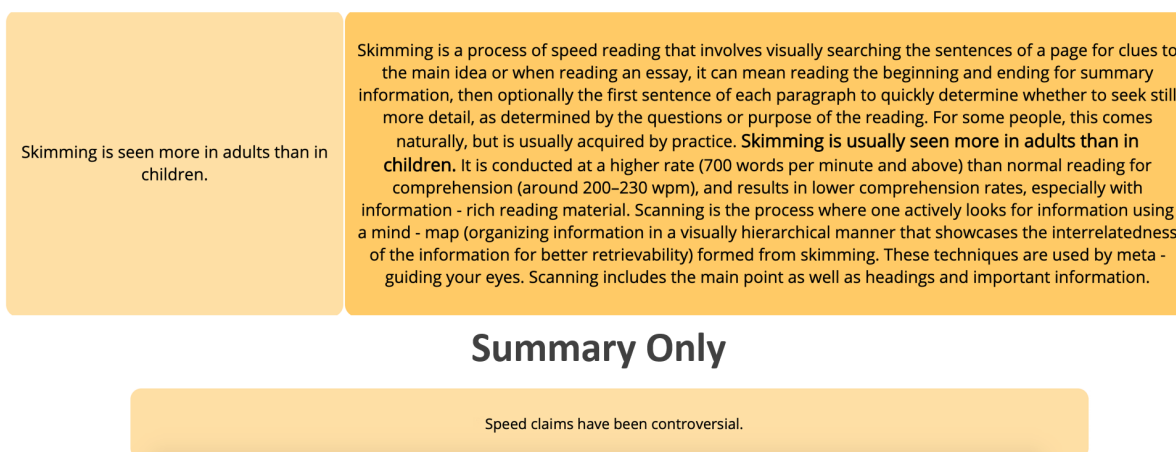 Skimming is seen more in adults than in
children.
Skimming is a process of speed reading that involves visually searching the sentences of a page for clues to
the main idea or when reading an essay, it can mean reading the beginning and ending for summary
information, then optionally the first sentence of each paragraph to quickly determine whether to seek still
more detail, as determined by the questions or purpose of the reading. For some people, this comes
naturally, but is usually acquired by practice. Skimming is usually seen more in adults than in
children. It is conducted at a higher rate (700 words per minute and above) than normal reading for
comprehension (around 200–230 wpm), and results in lower comprehension rates, especially with
information - rich reading material. Scanning is the process where one actively looks for information using
a mind - map (organizing information in a visually hierarchical manner that showcases the interrelatedness
of the information for better retrievability) formed from skimming. These techniques are used by meta -
guiding your eyes. Scanning includes the main point as well as headings and important information.
Summary Only
Speed claims have been controversial.